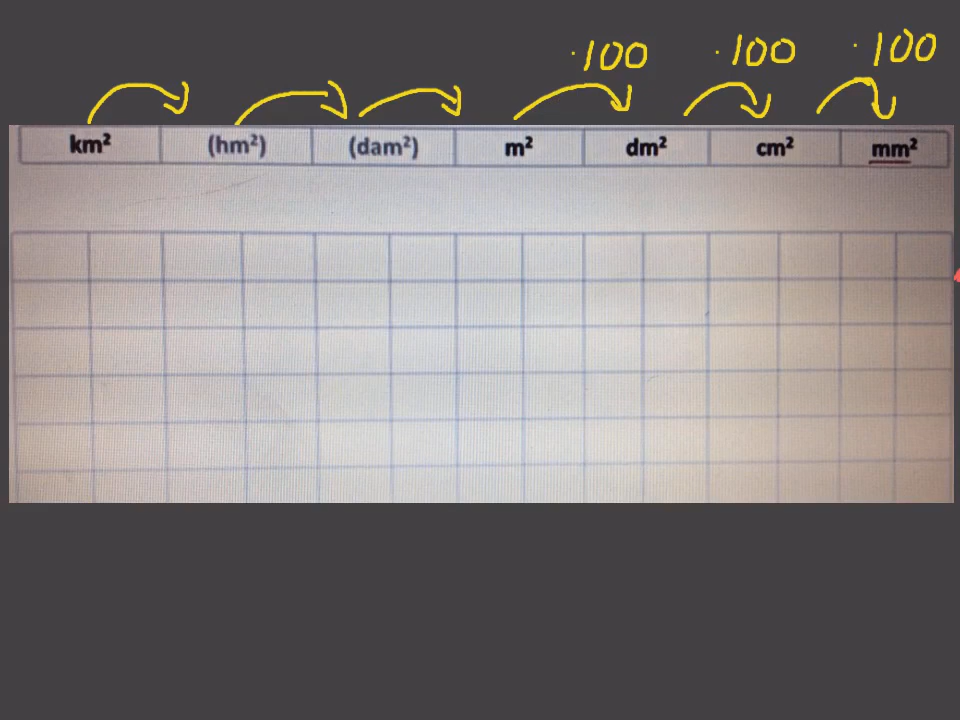 ·100 ·100 ·100
km² (hm²) (dam²) m² dm² cm² mm²